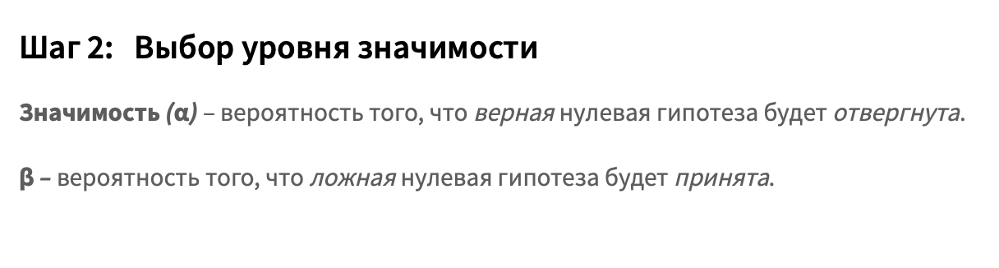 Шаг 2: Выбор уровня значимости
Значимость (α) – вероятность того, что верная нулевая гипотеза будет отвергнута.
β – вероятность того, что ложная нулевая гипотеза будет принята.